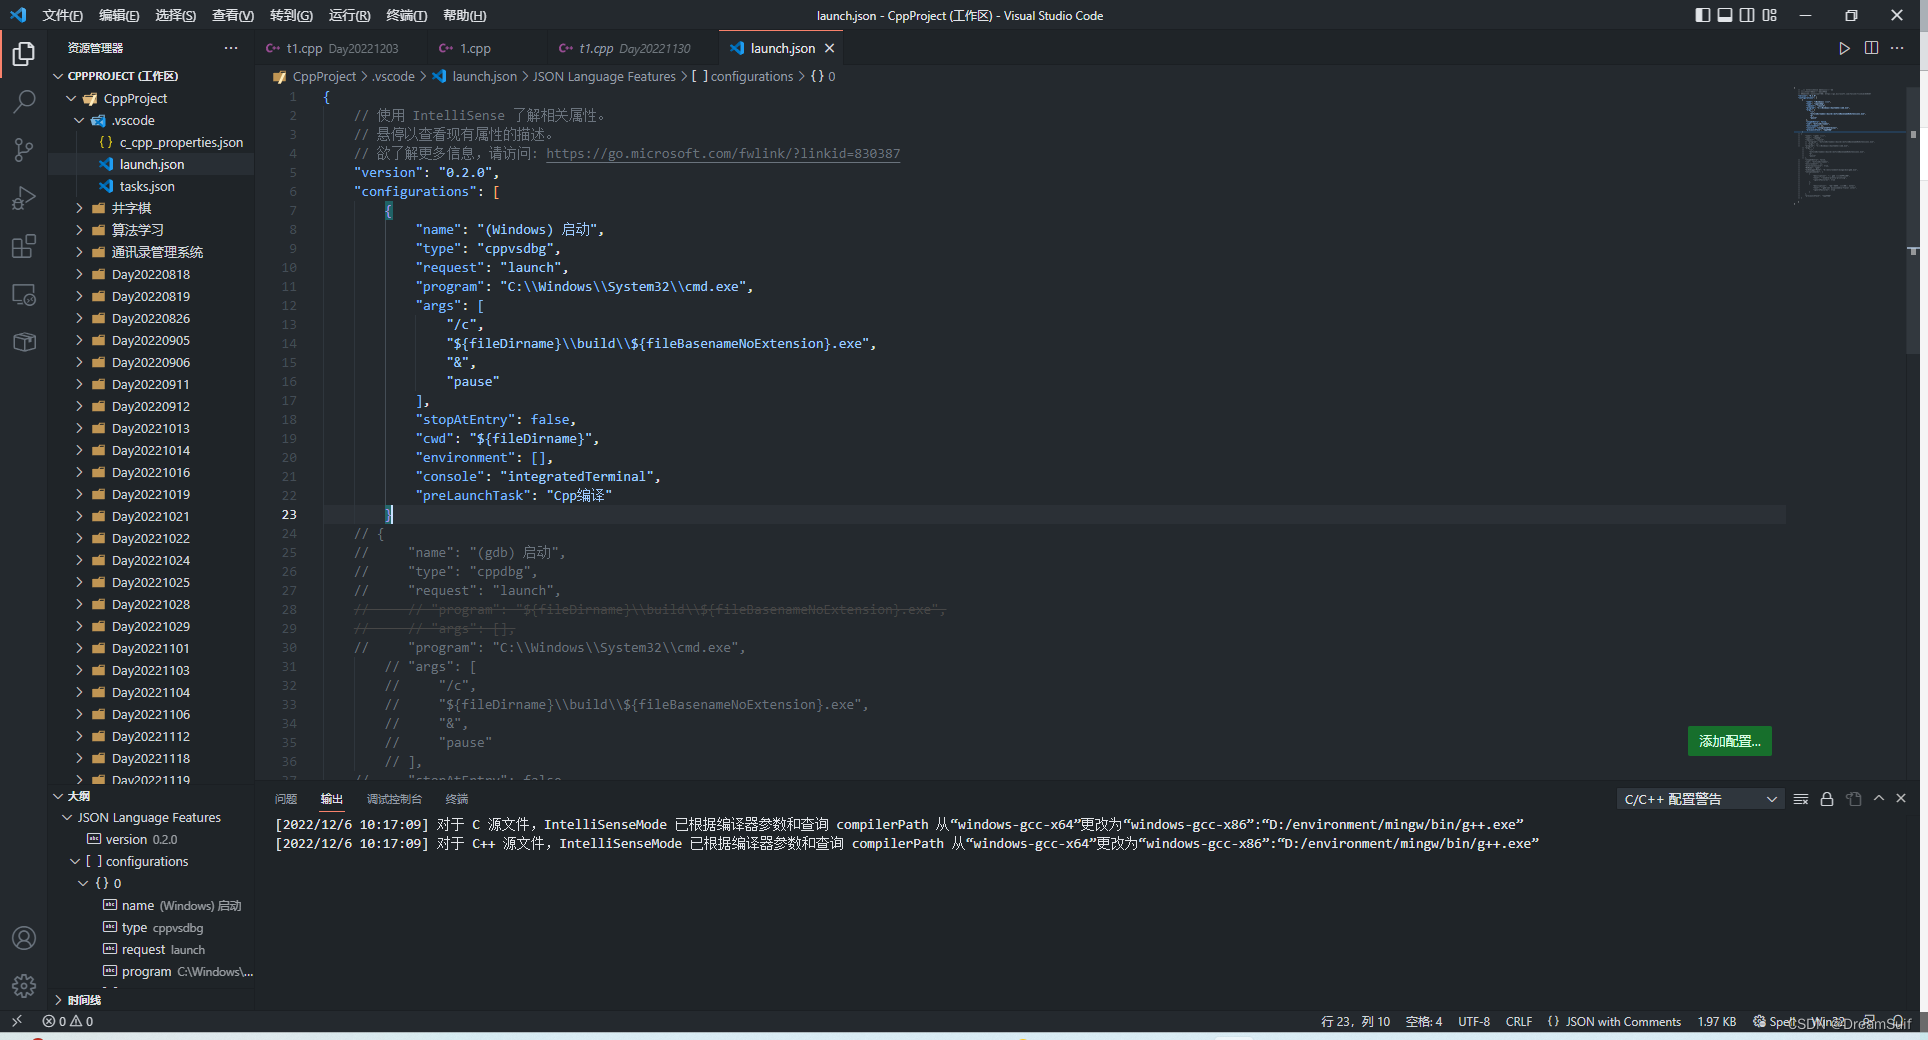 文件(F) 编辑(E) 选择(S) 查看(V) 转到(G) 运行(R) 终端(T) 帮助(H)
launch.json - CppProject (工作区) - Visual Studio Code
资源管理器
CPPPROJECT (工作区)
CppProject
.vscode
c_cpp_properties.json
launch.json
tasks.json
井字棋
算法学习
通讯录管理系统
Day20220818
Day20220819
Day20220826
Day20220905
Day20220906
Day20220911
Day20220912
Day20221013
Day20221014
Day20221016
Day20221019
Day20221021
Day20221022
Day20221024
Day20221025
Day20221028
Day20221029
Day20221101
Day20221103
Day20221104
Day20221106
Day20221112
Day20221118
Day20221119
大纲
JSON Language Features
version 0.2.0
[ ] configurations
{} 0
name (Windows) 启动
type cppvsdbg
request launch
program C:\Windows\...
时间线
t1.cpp Day20221203
1.cpp
t1.cpp Day20221130
launch.json
CppProject > .vscode > launch.json > JSON Language Features > [ ] configurations > {} 0
1 {
2 // 使用 IntelliSense 了解相关属性。
3 // 悬停以查看现有属性的描述。
4 // 欲了解更多信息，请访问: https://go.microsoft.com/fwlink/?linkid=830387
5 "version": "0.2.0",
6 "configurations": [
7 {
8 "name": "(Windows) 启动",
9 "type": "cppvsdbg",
10 "request": "launch",
11 "program": "C:\\Windows\\System32\\cmd.exe",
12 "args": [
13 "/c",
14 "${fileDirname}\\build\\${fileBasenameNoExtension}.exe",
15 "&",
16 "pause"
17 ],
18 "stopAtEntry": false,
19 "cwd": "${fileDirname}",
20 "environment": [],
21 "console": "integratedTerminal",
22 "preLaunchTask": "Cpp编译"
23 }
24 // {
25 // "name": "(gdb) 启动",
26 // "type": "cppdbg",
27 // "request": "launch",
28 // // "program": "${fileDirname}\\build\\${fileBasenameNoExtension}.exe",
29 // // "args": [],
30 // "program": "C:\\Windows\\System32\\cmd.exe",
31 // "args": [
32 // "/c",
33 // "${fileDirname}\\build\\${fileBasenameNoExtension}.exe",
34 // "&",
35 // "pause"
36 // ],
37 // "stopAtEntry": false
添加配置...
问题 输出 调试控制台 终端
C/C++ 配置警告
[2022/12/6 10:17:09] 对于 C 源文件，IntelliSenseMode 已根据编译器参数和查询 compilerPath 从“windows-gcc-x64”更改为“windows-gcc-x86”:“D:/environment/mingw/bin/g++.exe”
[2022/12/6 10:17:09] 对于 C++ 源文件，IntelliSenseMode 已根据编译器参数和查询 compilerPath 从“windows-gcc-x64”更改为“windows-gcc-x86”:“D:/environment/mingw/bin/g++.exe”
0 0
行 23，列 10 空格: 4 UTF-8 CRLF {} JSON with Comments 1.97 KB Spell Win32
CSDN @DreamSuif